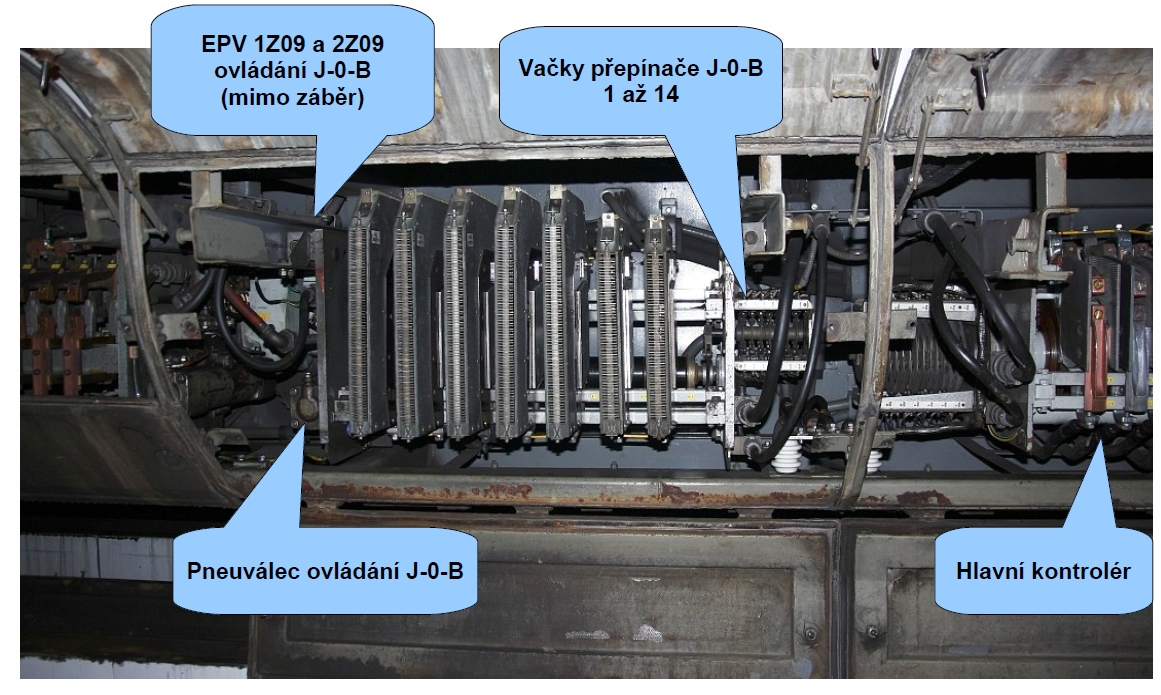 EPV 1Z09 a 2Z09
ovládání J-0-B
(mimo záběr)
Vačky přepínače J-0-B
1 až 14
Pneuválec ovládání J-0-B
Hlavní kontrolér